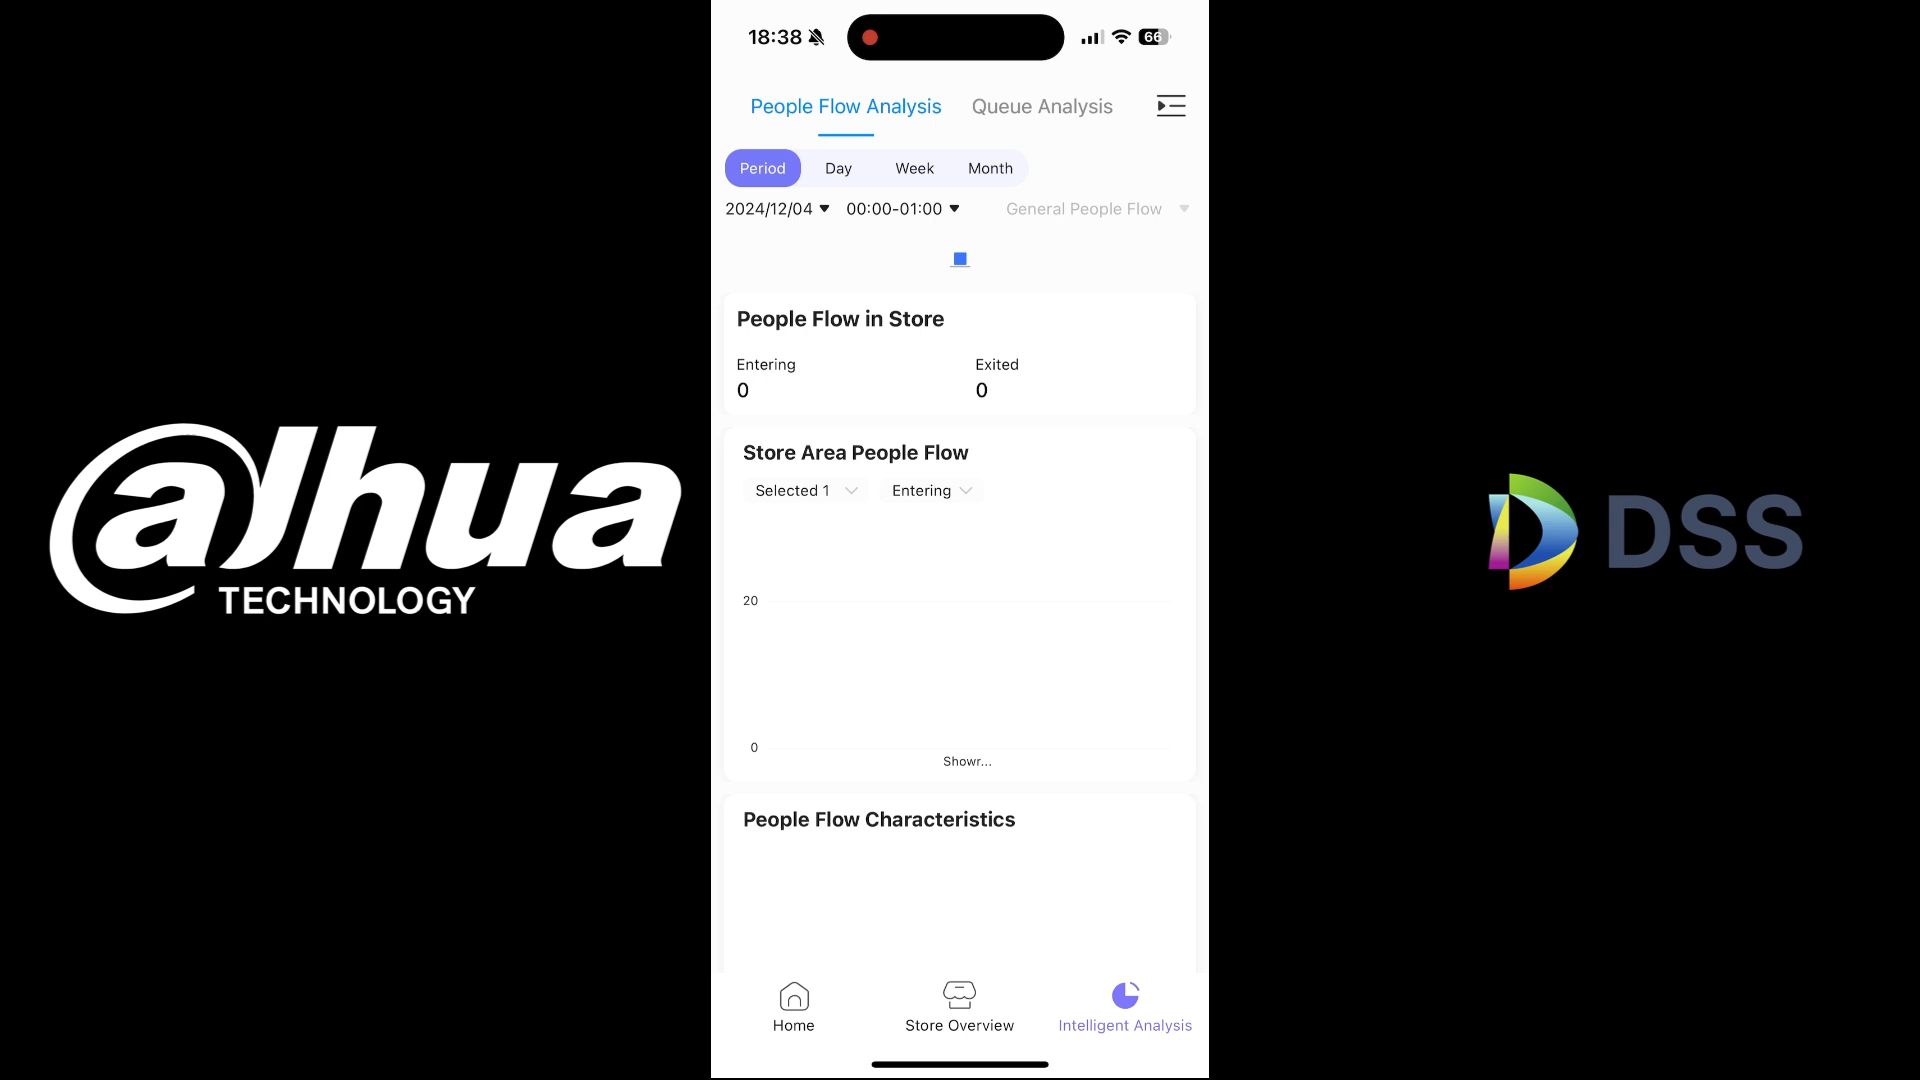 18:38
66
People Flow Analysis
Queue Analysis
Period
Day
Week
Month
2024/12/04
00:00-01:00
General People Flow
People Flow in Store
Entering
Exited
0
0
Store Area People Flow
Selected 1
Entering
20
0
Showr...
People Flow Characteristics
Home
Store Overview
Intelligent Analysis
alhua
TECHNOLOGY
DSS